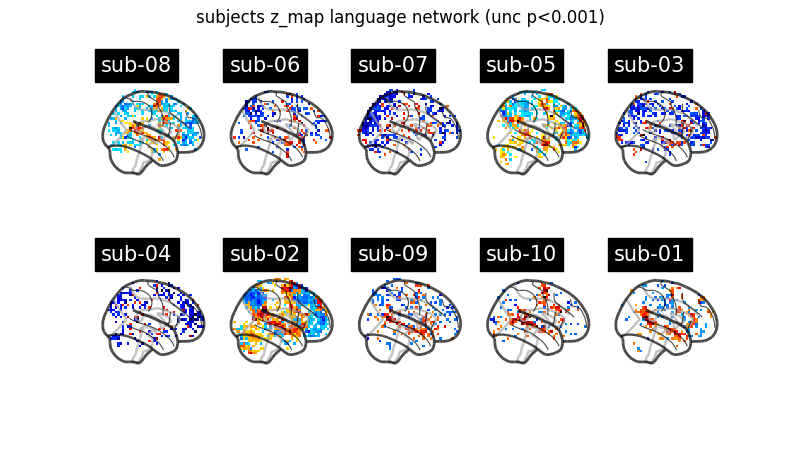 subjects z_map language network (unc p<0.001)
sub-08 sub-06 sub-07 sub-05 sub-03
sub-04 sub-02 sub-09 sub-10 sub-01